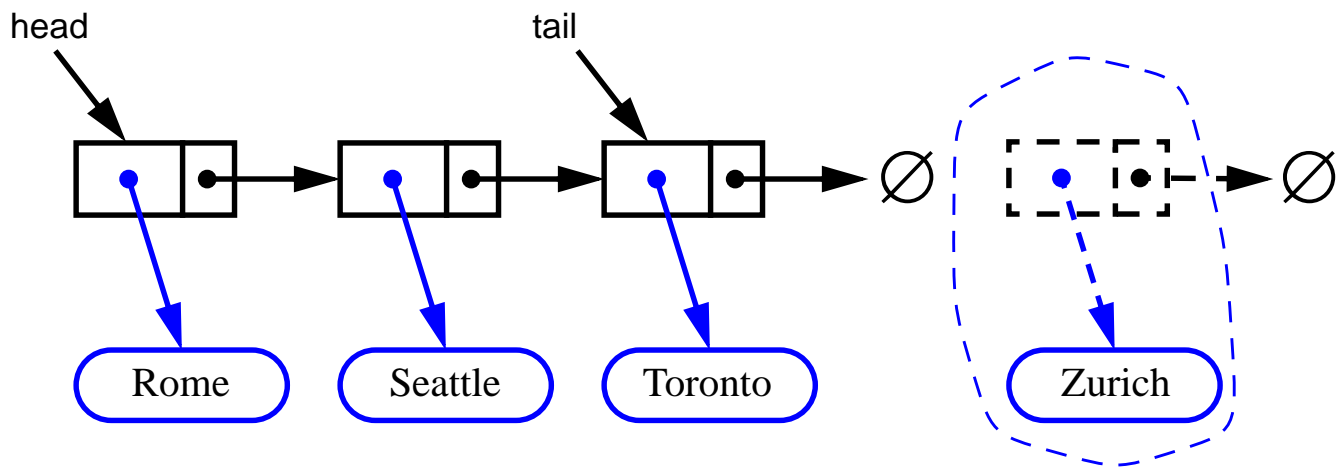 head
tail
∅
∅
Rome
Seattle
Toronto
Zurich